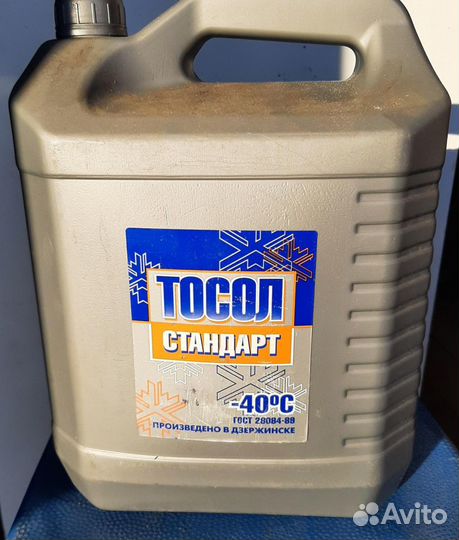 ТОСОЛ
СТАНДАРТ
-40ºC
ГОСТ 28084-89
ПРОИЗВЕДЕНО В ДЗЕРЖИНСКЕ
Avito